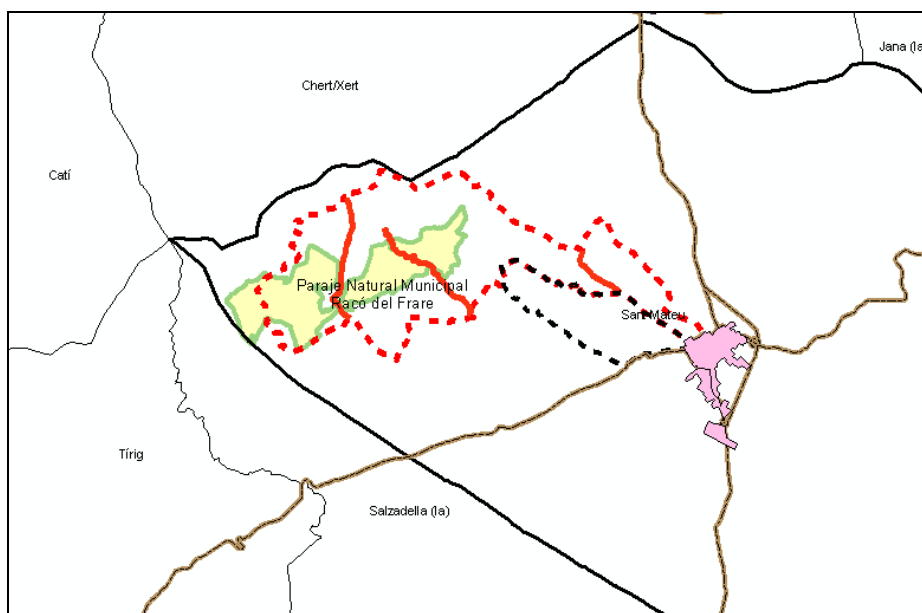 Jana (la
Chert/Xert
Catí
Paraje Natural Municipal
Racó del Frare
Sant Mateu
Tírig
Salzadella (la)